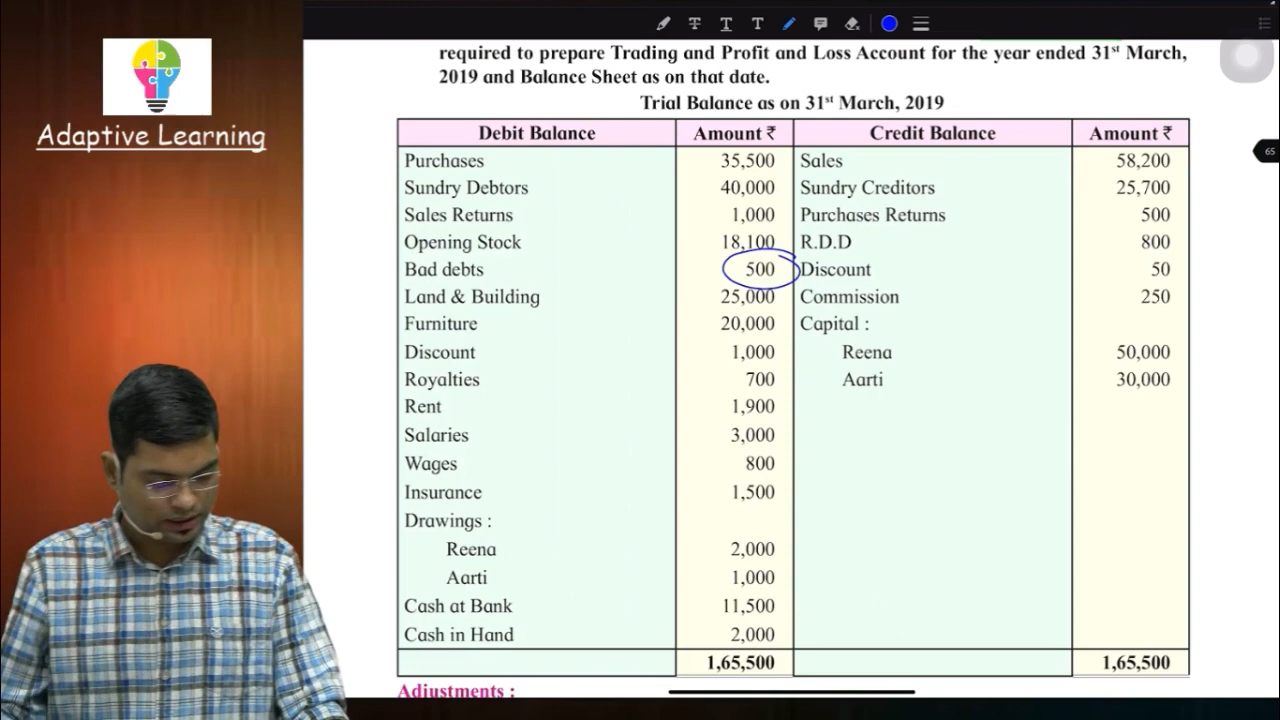 Adaptive Learning
required to prepare Trading and Profit and Loss Account for the year ended 31st March,
2019 and Balance Sheet as on that date.
Trial Balance as on 31st March, 2019
Debit Balance Amount ₹ Credit Balance Amount ₹
Purchases 35,500 Sales 58,200
Sundry Debtors 40,000 Sundry Creditors 25,700
Sales Returns 1,000 Purchases Returns 500
Opening Stock 18,100 R.D.D 800
Bad debts 500 Discount 50
Land & Building 25,000 Commission 250
Furniture 20,000 Capital :
Discount 1,000 Reena 50,000
Royalties 700 Aarti 30,000
Rent 1,900
Salaries 3,000
Wages 800
Insurance 1,500
Drawings :
Reena 2,000
Aarti 1,000
Cash at Bank 11,500
Cash in Hand 2,000
1,65,500 1,65,500
Adjustments :
65